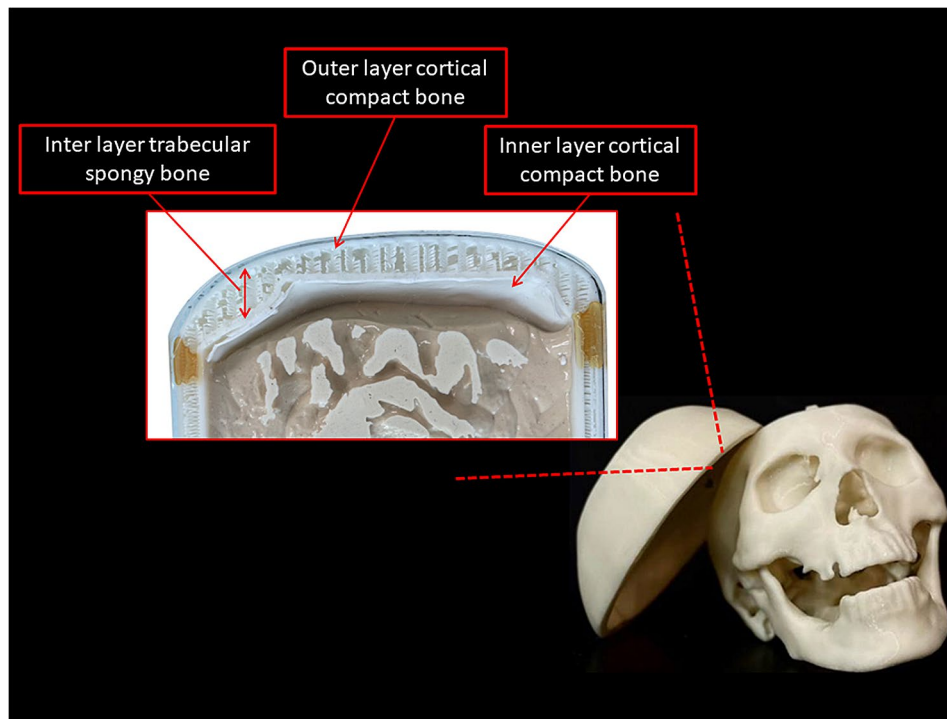 Outer layer cortical
compact bone
Inter layer trabecular
spongy bone
Inner layer cortical
compact bone